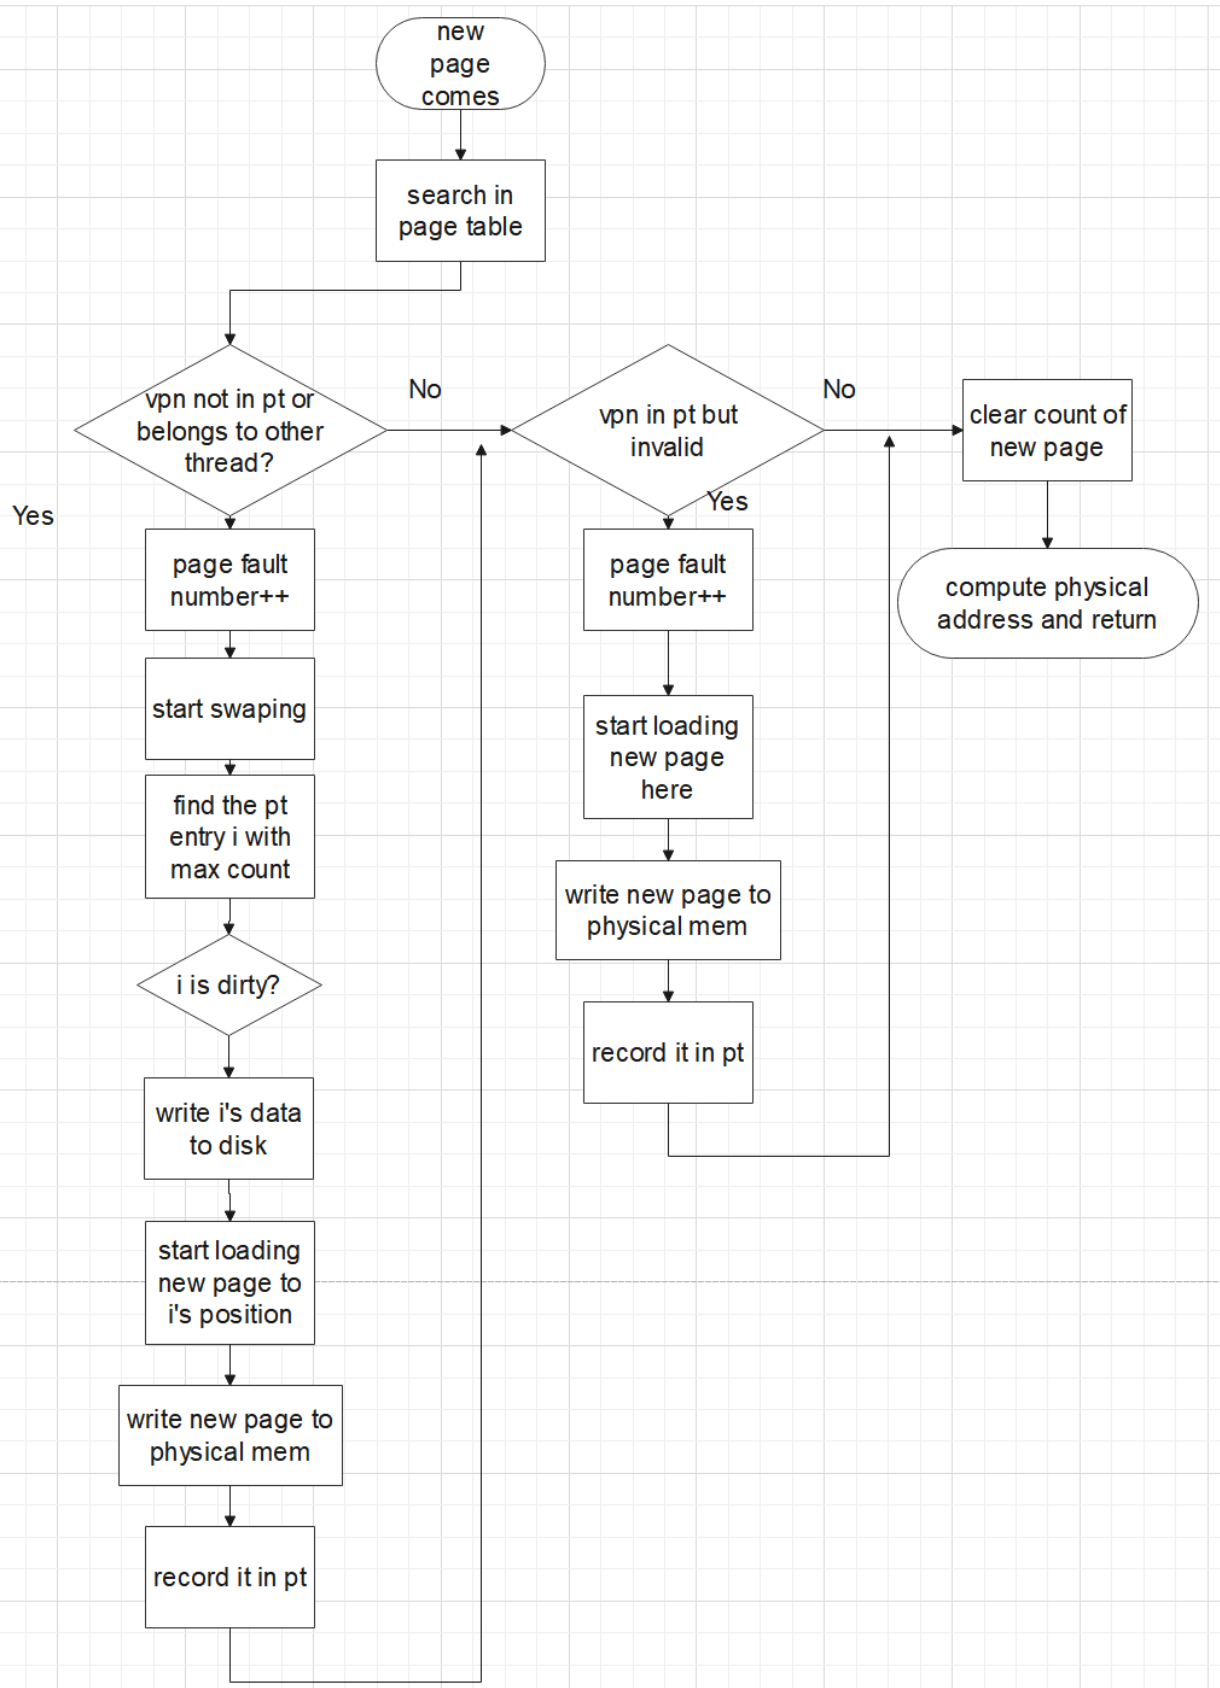 new
page
comes
search in
page table
vpn not in pt or
belongs to other
thread?
No
Yes
page fault
number++
start swaping
find the pt
entry i with
max count
i is dirty?
write i's data
to disk
start loading
new page to
i's position
write new page to
physical mem
record it in pt
vpn in pt but
invalid
No
Yes
page fault
number++
start loading
new page
here
write new page to
physical mem
record it in pt
clear count of
new page
compute physical
address and return